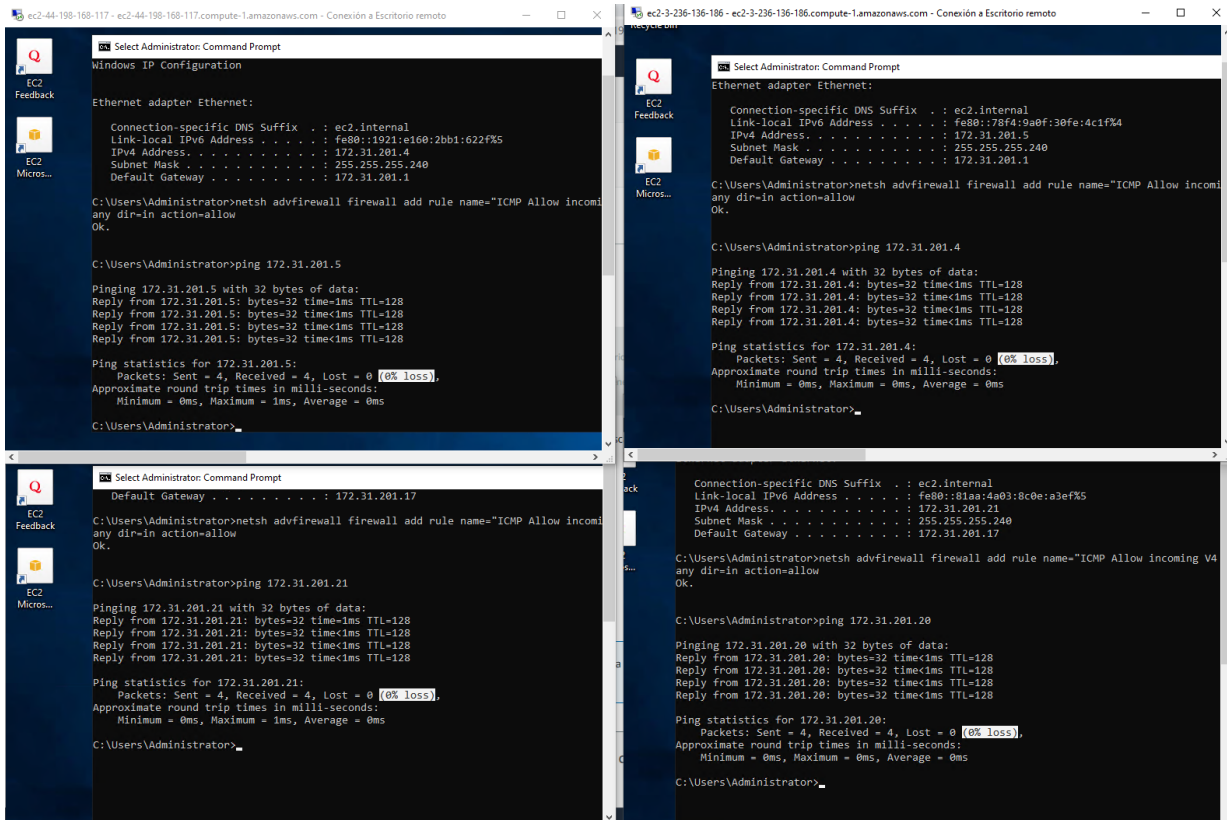 ec2-44-198-168-117 - ec2-44-198-168-117.compute-1.amazonaws.com - Conexión a Escritorio remoto
EC2
Feedback
EC2
Micros...
Select Administrator: Command Prompt
Windows IP Configuration
Ethernet adapter Ethernet:
Connection-specific DNS Suffix . : ec2.internal
Link-local IPv6 Address . . . . . : fe80::1921:e160:2bb1:622f%5
IPv4 Address. . . . . . . . . . . : 172.31.201.4
Subnet Mask . . . . . . . . . . . : 255.255.255.240
Default Gateway . . . . . . . . . : 172.31.201.1
C:\Users\Administrator>netsh advfirewall firewall add rule name="ICMP Allow incomi
any dir=in action=allow
Ok.
C:\Users\Administrator>ping 172.31.201.5
Pinging 172.31.201.5 with 32 bytes of data:
Reply from 172.31.201.5: bytes=32 time=1ms TTL=128
Reply from 172.31.201.5: bytes=32 time<1ms TTL=128
Reply from 172.31.201.5: bytes=32 time<1ms TTL=128
Reply from 172.31.201.5: bytes=32 time<1ms TTL=128
Ping statistics for 172.31.201.5:
Packets: Sent = 4, Received = 4, Lost = 0 (0% loss),
Approximate round trip times in milli-seconds:
Minimum = 0ms, Maximum = 1ms, Average = 0ms
C:\Users\Administrator>
ec2-3-236-136-186 - ec2-3-236-136-186.compute-1.amazonaws.com - Conexión a Escritorio remoto
Recycle Bin
EC2
Feedback
EC2
Micros...
Select Administrator: Command Prompt
Ethernet adapter Ethernet:
Connection-specific DNS Suffix . : ec2.internal
Link-local IPv6 Address . . . . . : fe80::78f4:9a0f:30fe:4c1f%4
IPv4 Address. . . . . . . . . . . : 172.31.201.5
Subnet Mask . . . . . . . . . . . : 255.255.255.240
Default Gateway . . . . . . . . . : 172.31.201.1
C:\Users\Administrator>netsh advfirewall firewall add rule name="ICMP Allow incomi
any dir=in action=allow
Ok.
C:\Users\Administrator>ping 172.31.201.4
Pinging 172.31.201.4 with 32 bytes of data:
Reply from 172.31.201.4: bytes=32 time<1ms TTL=128
Reply from 172.31.201.4: bytes=32 time<1ms TTL=128
Reply from 172.31.201.4: bytes=32 time<1ms TTL=128
Reply from 172.31.201.4: bytes=32 time<1ms TTL=128
Ping statistics for 172.31.201.4:
Packets: Sent = 4, Received = 4, Lost = 0 (0% loss),
Approximate round trip times in milli-seconds:
Minimum = 0ms, Maximum = 0ms, Average = 0ms
C:\Users\Administrator>
EC2
Feedback
EC2
Micros...
Select Administrator: Command Prompt
Default Gateway . . . . . . . . . : 172.31.201.17
C:\Users\Administrator>netsh advfirewall firewall add rule name="ICMP Allow incomi
any dir=in action=allow
Ok.
C:\Users\Administrator>ping 172.31.201.21
Pinging 172.31.201.21 with 32 bytes of data:
Reply from 172.31.201.21: bytes=32 time=1ms TTL=128
Reply from 172.31.201.21: bytes=32 time<1ms TTL=128
Reply from 172.31.201.21: bytes=32 time<1ms TTL=128
Reply from 172.31.201.21: bytes=32 time<1ms TTL=128
Ping statistics for 172.31.201.21:
Packets: Sent = 4, Received = 4, Lost = 0 (0% loss),
Approximate round trip times in milli-seconds:
Minimum = 0ms, Maximum = 1ms, Average = 0ms
C:\Users\Administrator>
Connection-specific DNS Suffix . : ec2.internal
Link-local IPv6 Address . . . . . : fe80::81aa:4a03:8c0e:a3ef%5
IPv4 Address. . . . . . . . . . . : 172.31.201.21
Subnet Mask . . . . . . . . . . . : 255.255.255.240
Default Gateway . . . . . . . . . : 172.31.201.17
C:\Users\Administrator>netsh advfirewall firewall add rule name="ICMP Allow incoming V4
any dir=in action=allow
Ok.
C:\Users\Administrator>ping 172.31.201.20
Pinging 172.31.201.20 with 32 bytes of data:
Reply from 172.31.201.20: bytes=32 time<1ms TTL=128
Reply from 172.31.201.20: bytes=32 time<1ms TTL=128
Reply from 172.31.201.20: bytes=32 time<1ms TTL=128
Reply from 172.31.201.20: bytes=32 time<1ms TTL=128
Ping statistics for 172.31.201.20:
Packets: Sent = 4, Received = 4, Lost = 0 (0% loss),
Approximate round trip times in milli-seconds:
Minimum = 0ms, Maximum = 0ms, Average = 0ms
C:\Users\Administrator>